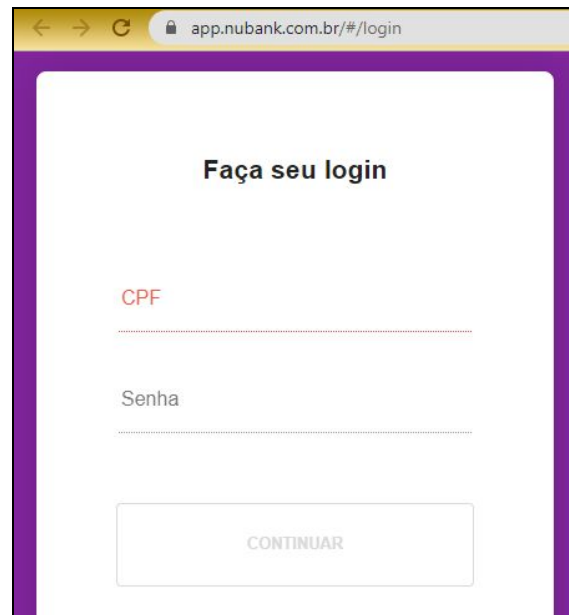 app.nubank.com.br/#/login
Faça seu login
CPF
Senha
CONTINUAR